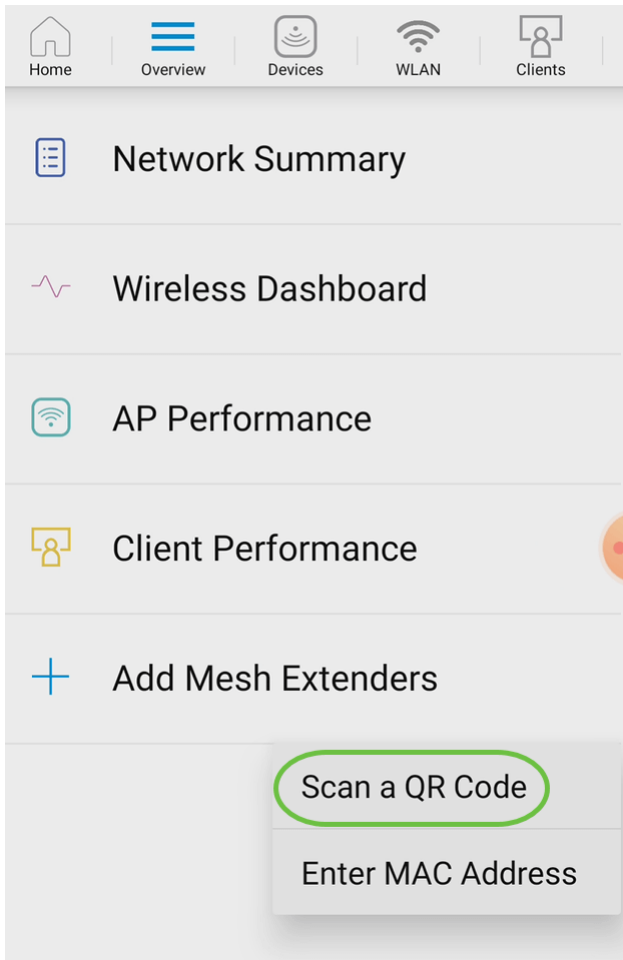 Home
Overview
Devices
WLAN
Clients
Network Summary
Wireless Dashboard
AP Performance
Client Performance
Add Mesh Extenders
Scan a QR Code
Enter MAC Address